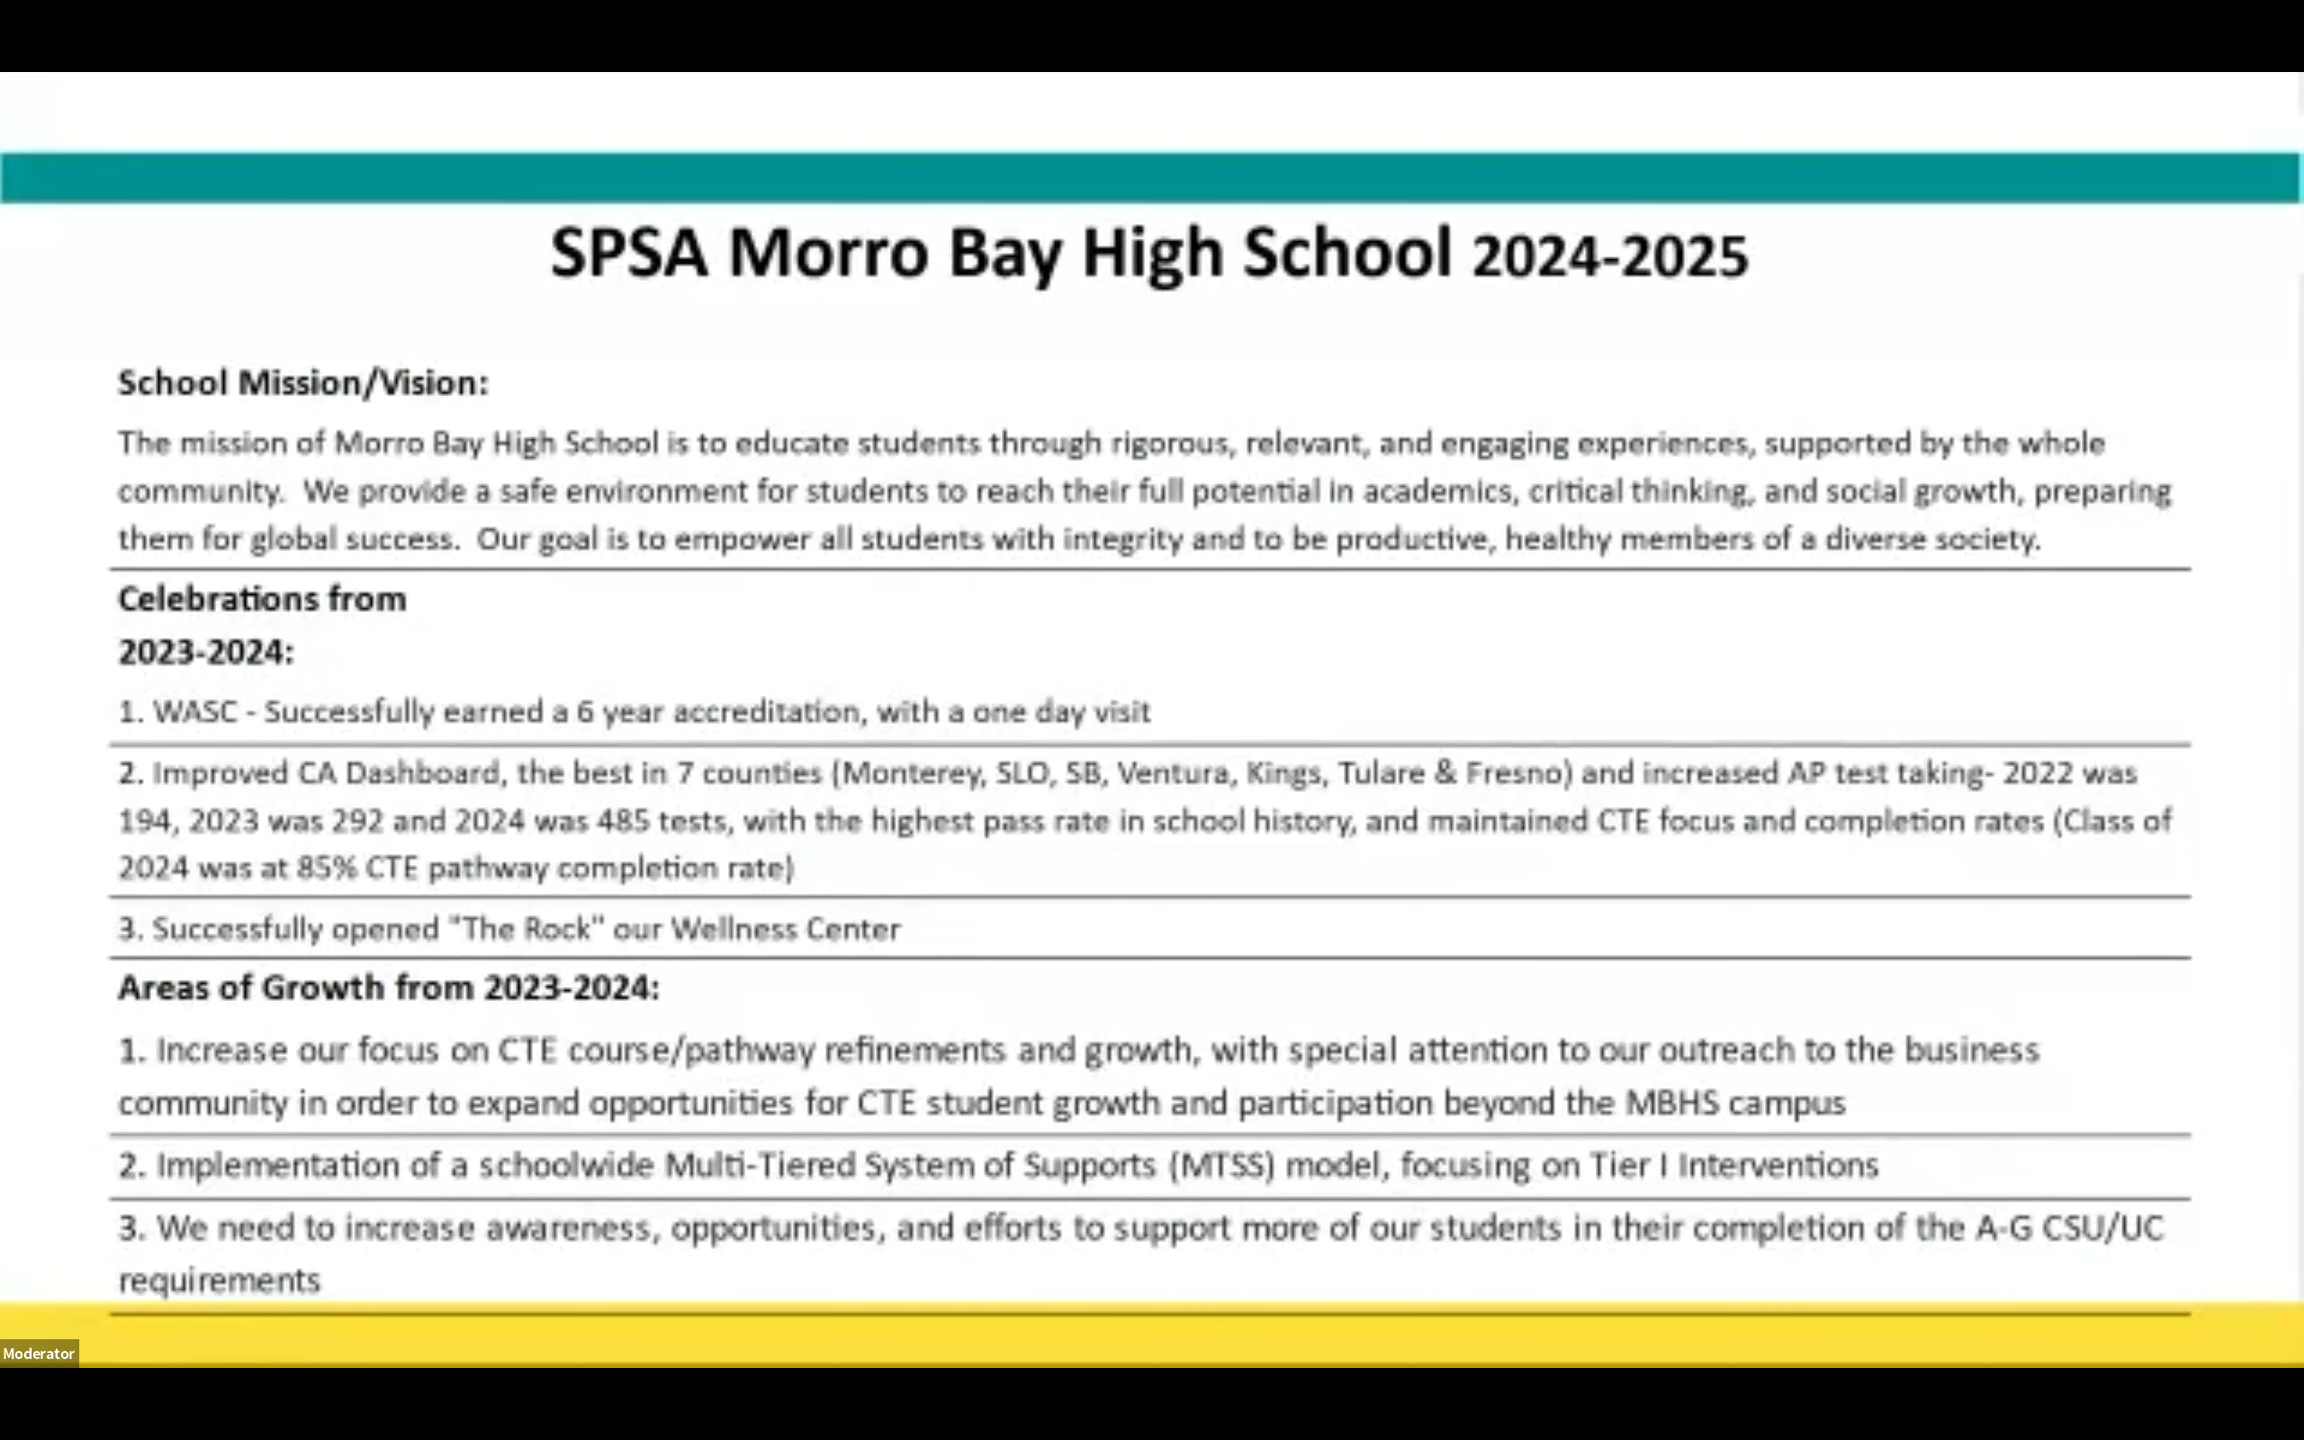 SPSA Morro Bay High School 2024-2025
School Mission/Vision:
The mission of Morro Bay High School is to educate students through rigorous, relevant, and engaging experiences, supported by the whole
community.  We provide a safe environment for students to reach their full potential in academics, critical thinking, and social growth, preparing
them for global success.  Our goal is to empower all students with integrity and to be productive, healthy members of a diverse society.
Celebrations from
2023-2024:
1. WASC - Successfully earned a 6 year accreditation, with a one day visit
2. Improved CA Dashboard, the best in 7 counties (Monterey, SLO, SB, Ventura, Kings, Tulare & Fresno) and increased AP test taking- 2022 was
194, 2023 was 292 and 2024 was 485 tests, with the highest pass rate in school history, and maintained CTE focus and completion rates (Class of
2024 was at 85% CTE pathway completion rate)
3. Successfully opened "The Rock" our Wellness Center
Areas of Growth from 2023-2024:
1. Increase our focus on CTE course/pathway refinements and growth, with special attention to our outreach to the business
community in order to expand opportunities for CTE student growth and participation beyond the MBHS campus
2. Implementation of a schoolwide Multi-Tiered System of Supports (MTSS) model, focusing on Tier I Interventions
3. We need to increase awareness, opportunities, and efforts to support more of our students in their completion of the A-G CSU/UC
requirements
Moderator